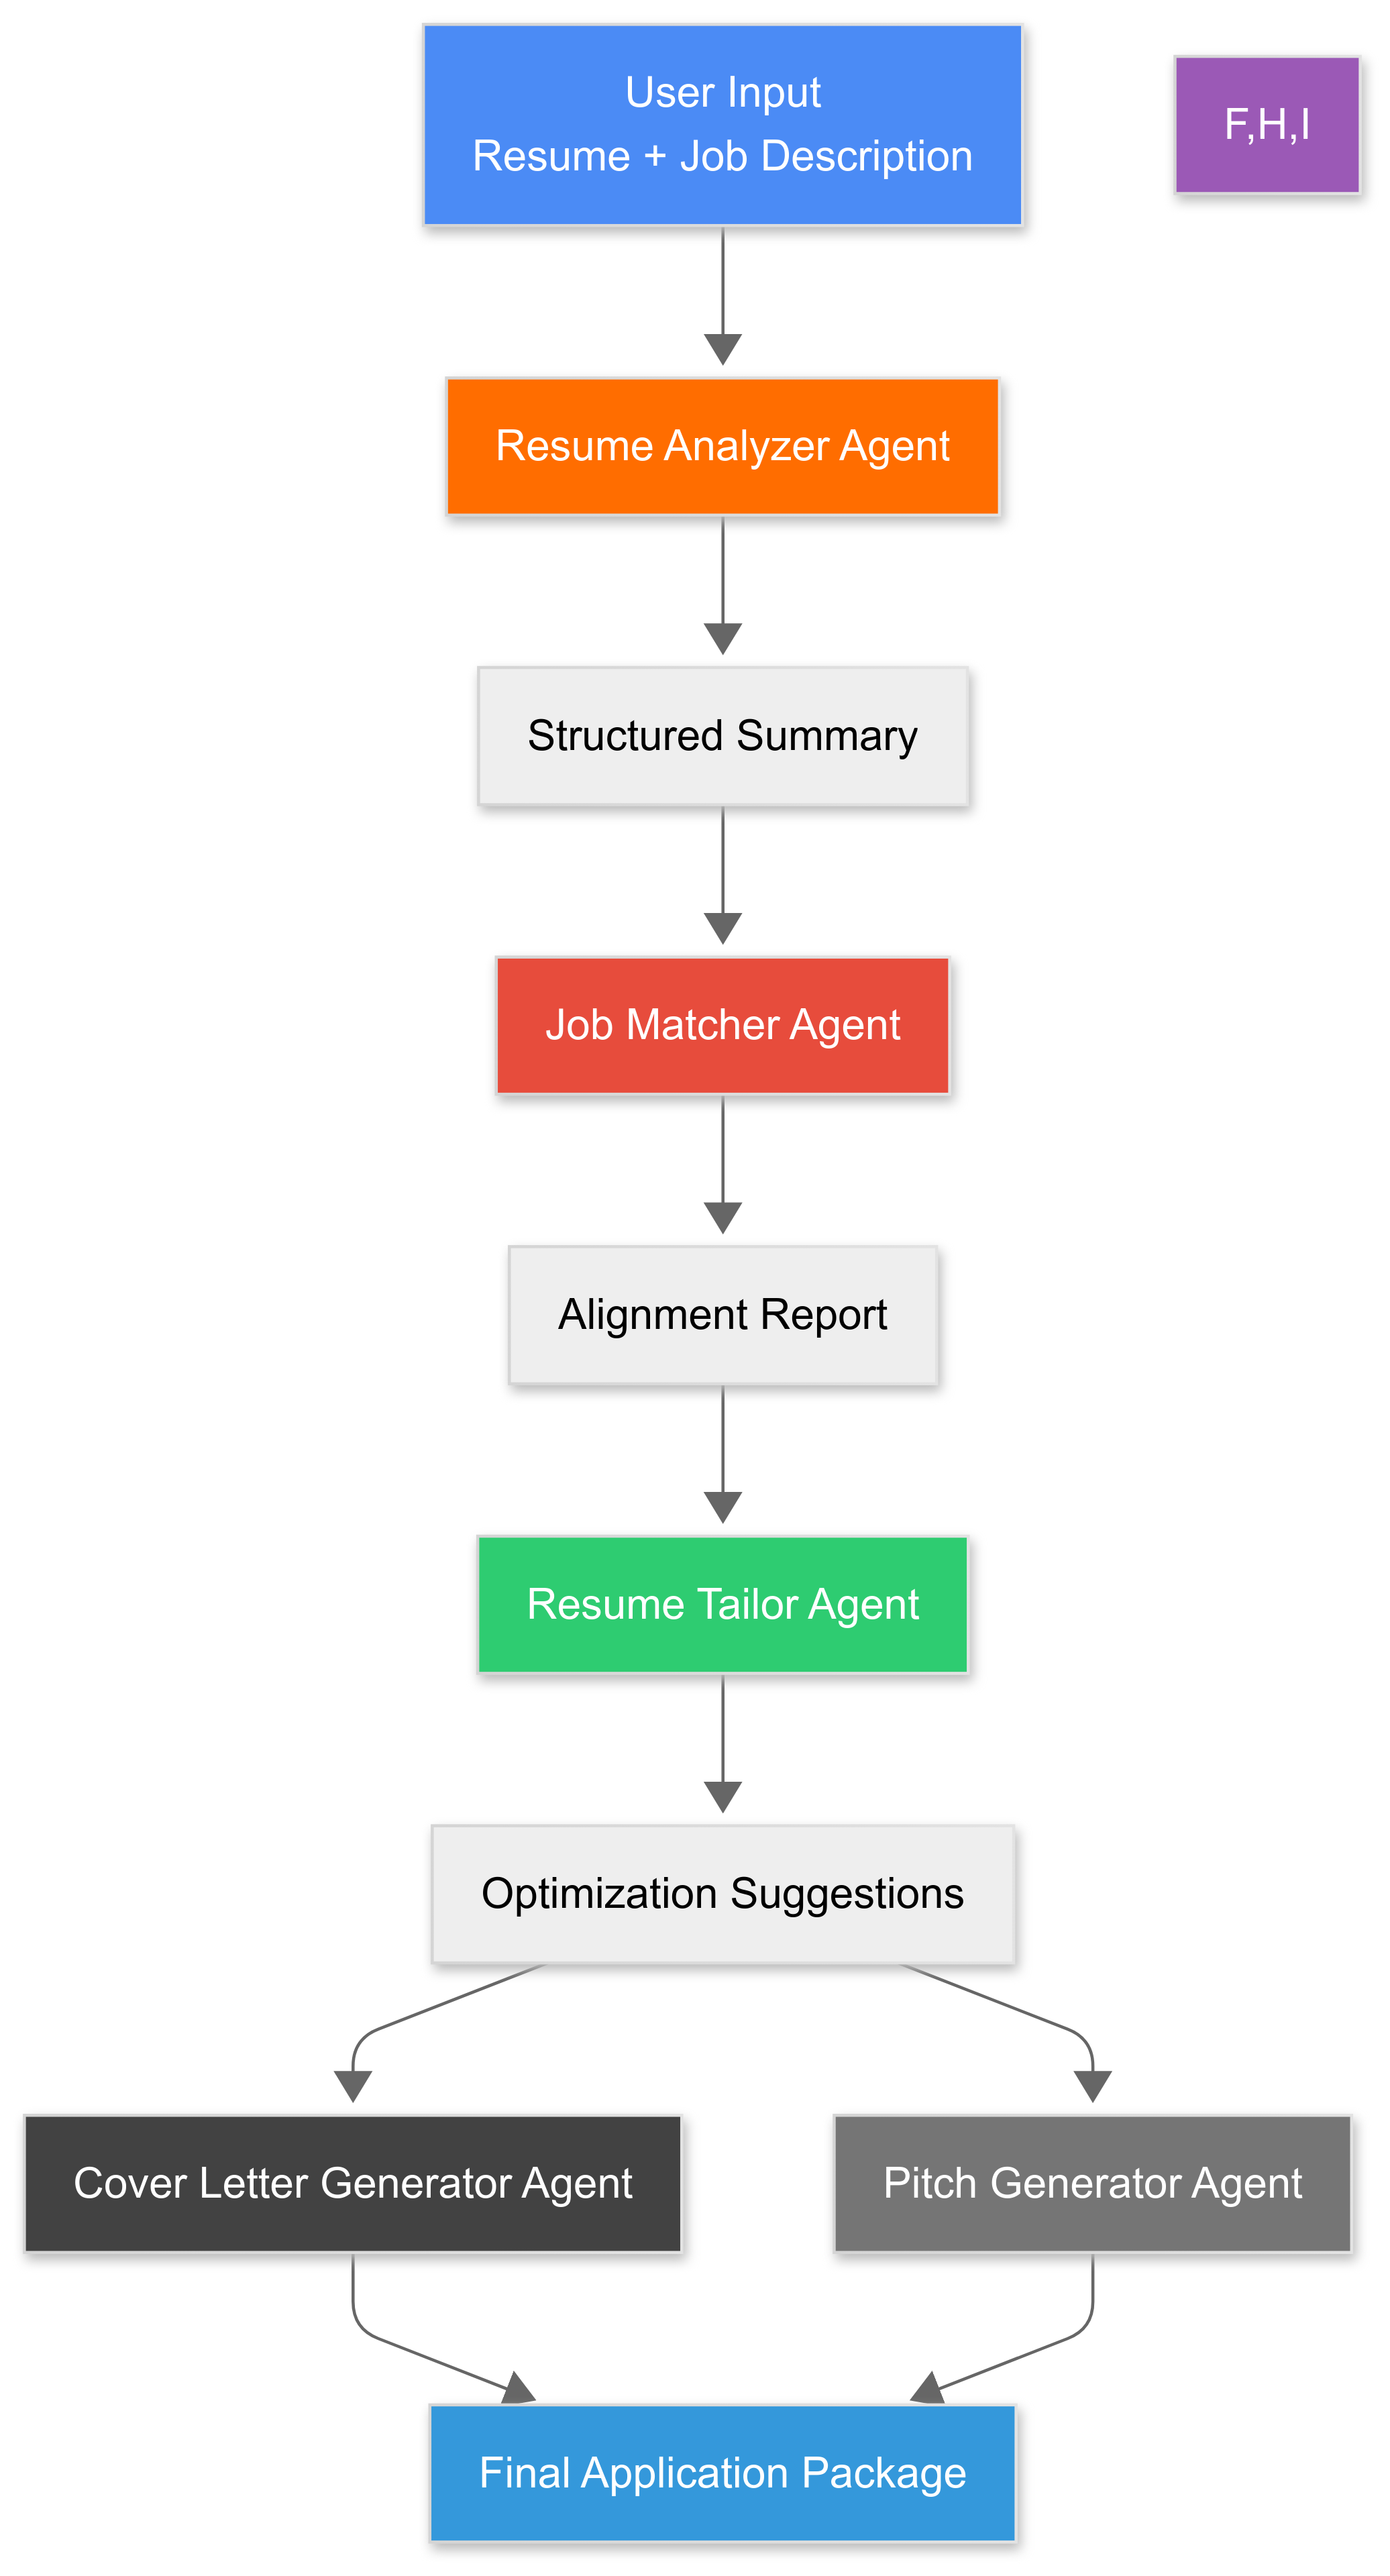 User Input
Resume + Job Description
F,H,I
Resume Analyzer Agent
Structured Summary
Job Matcher Agent
Alignment Report
Resume Tailor Agent
Optimization Suggestions
Cover Letter Generator Agent
Pitch Generator Agent
Final Application Package